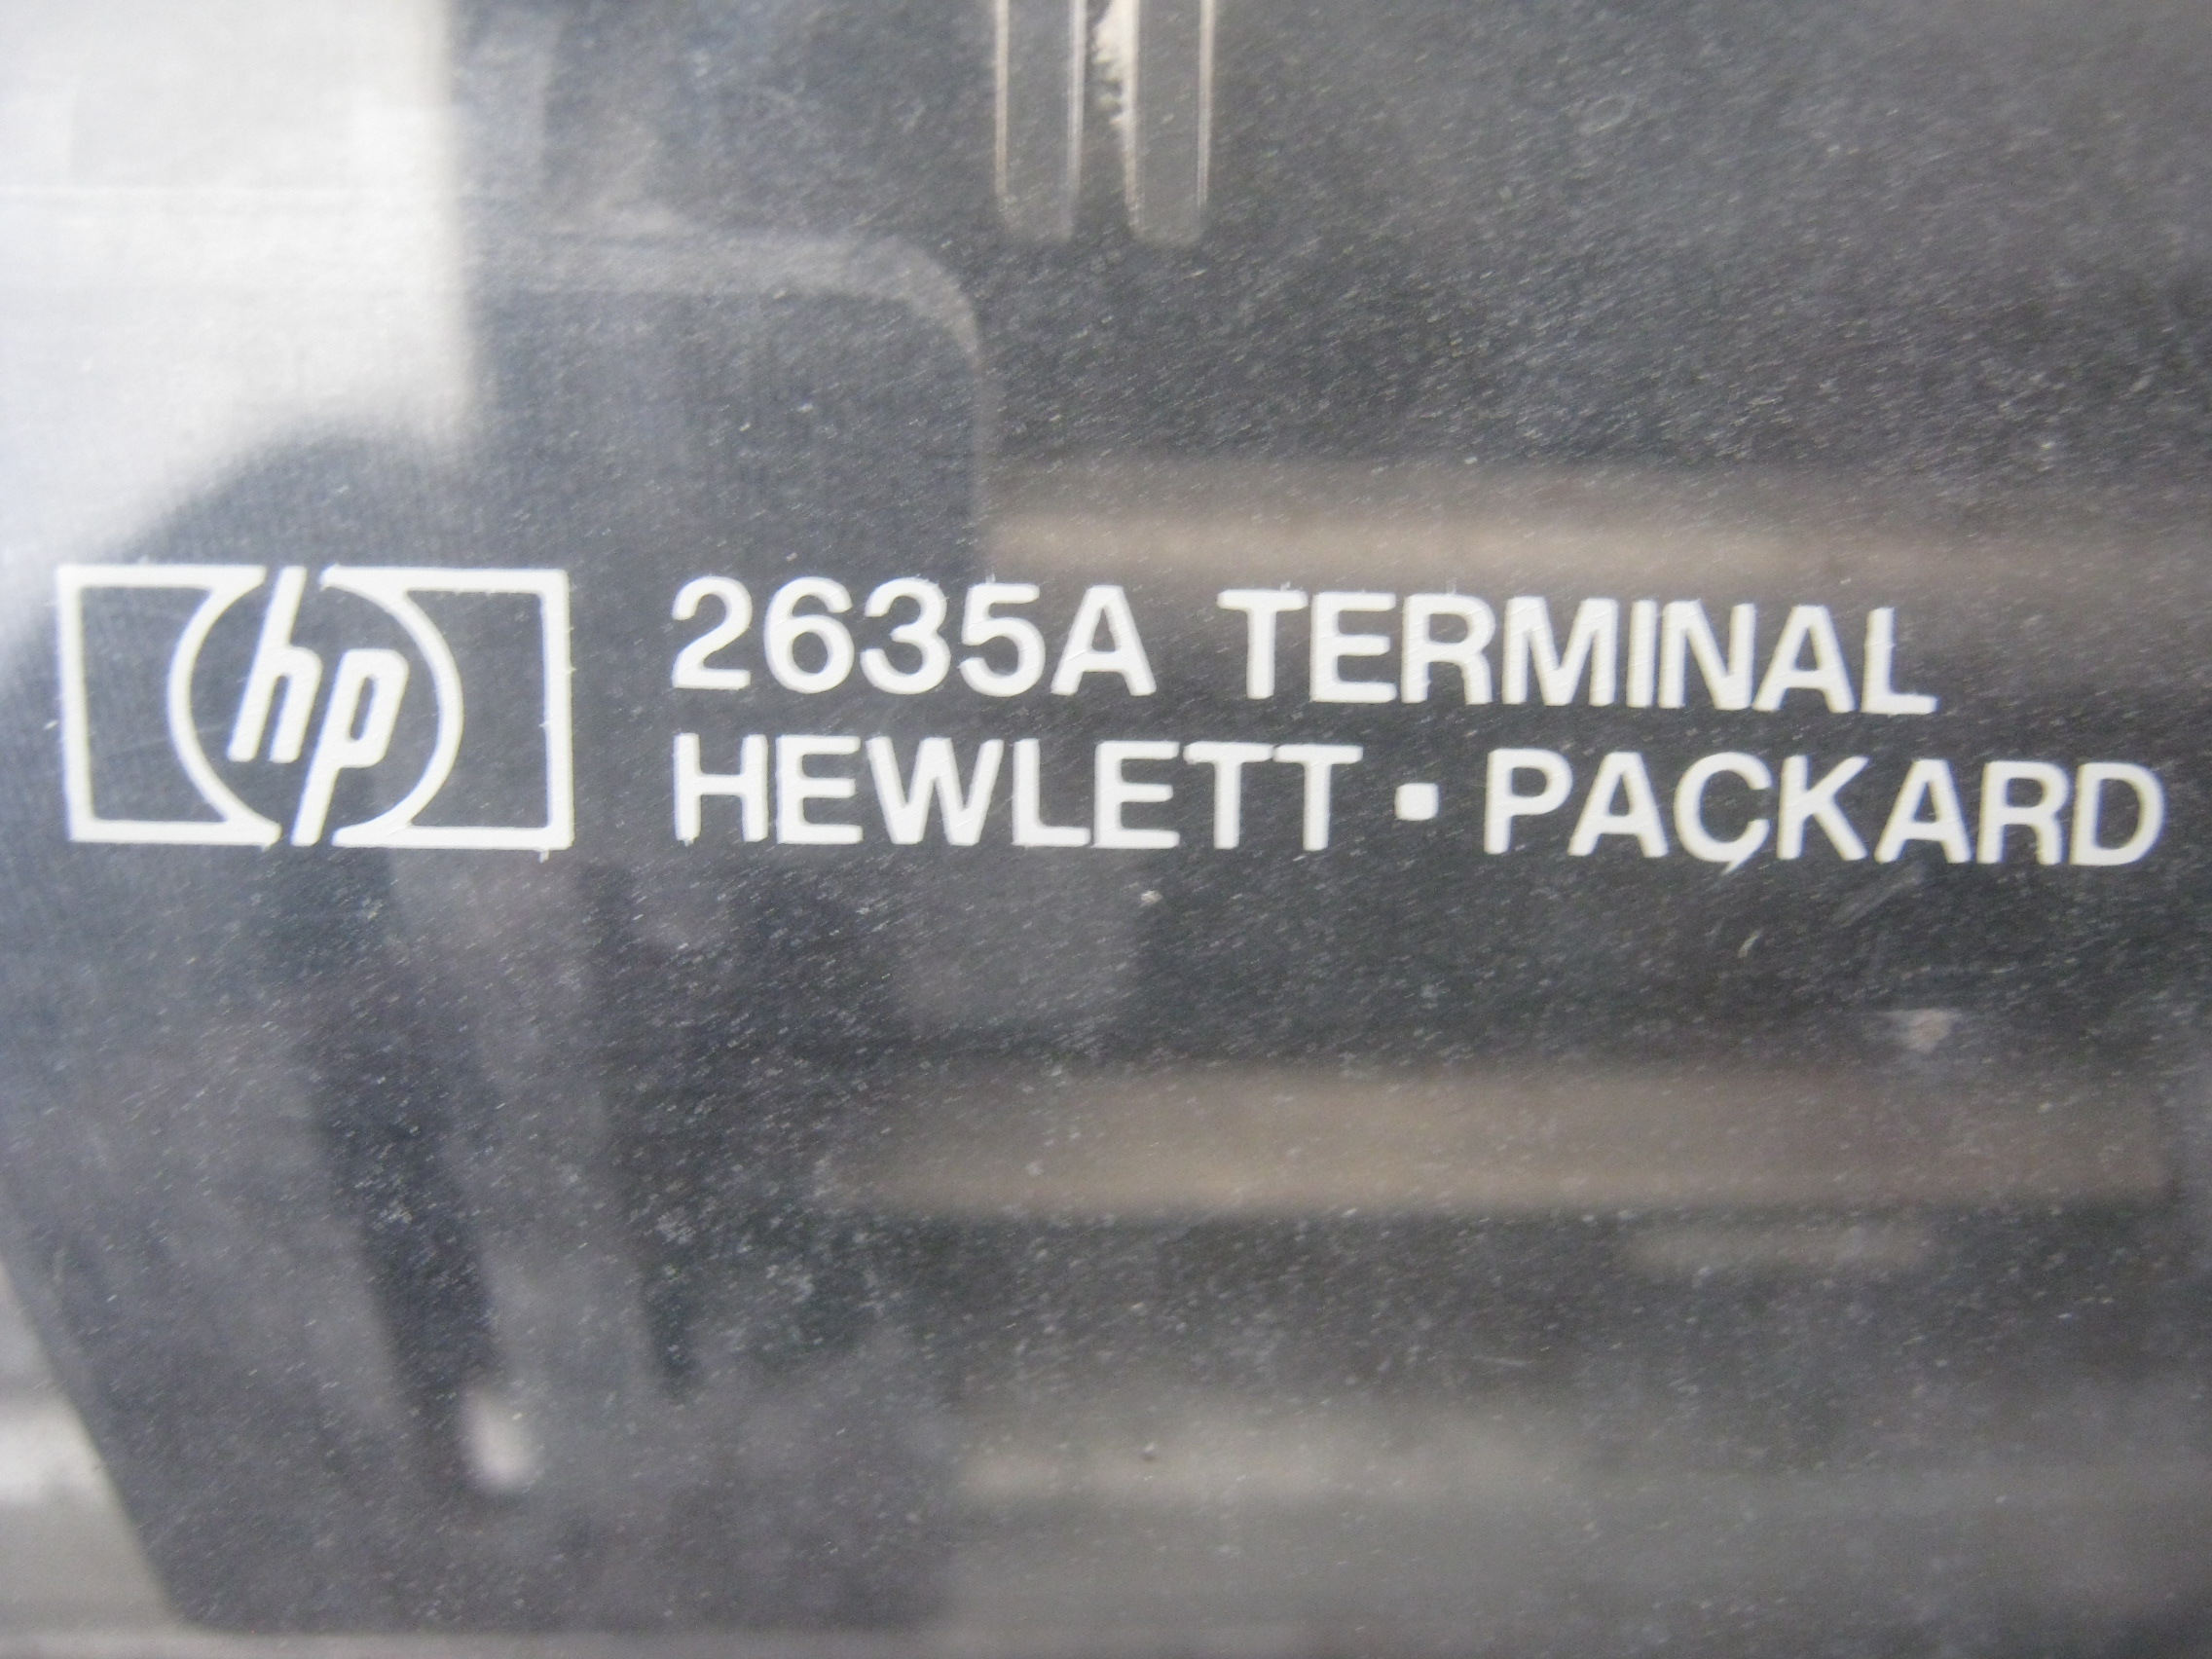 hp
2635A TERMINAL
HEWLETT · PACKARD